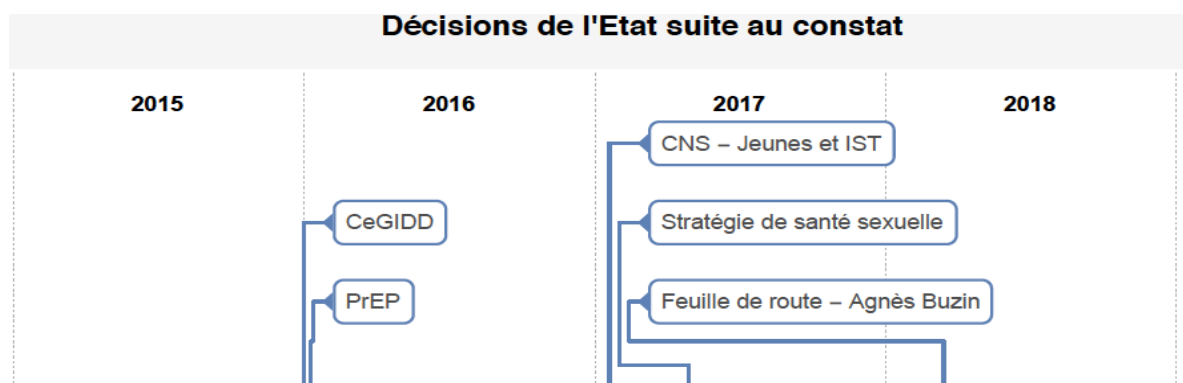 Décisions de l'Etat suite au constat
2015 2016 2017 2018
CNS – Jeunes et IST
CeGIDD
Stratégie de santé sexuelle
PrEP
Feuille de route – Agnès Buzin